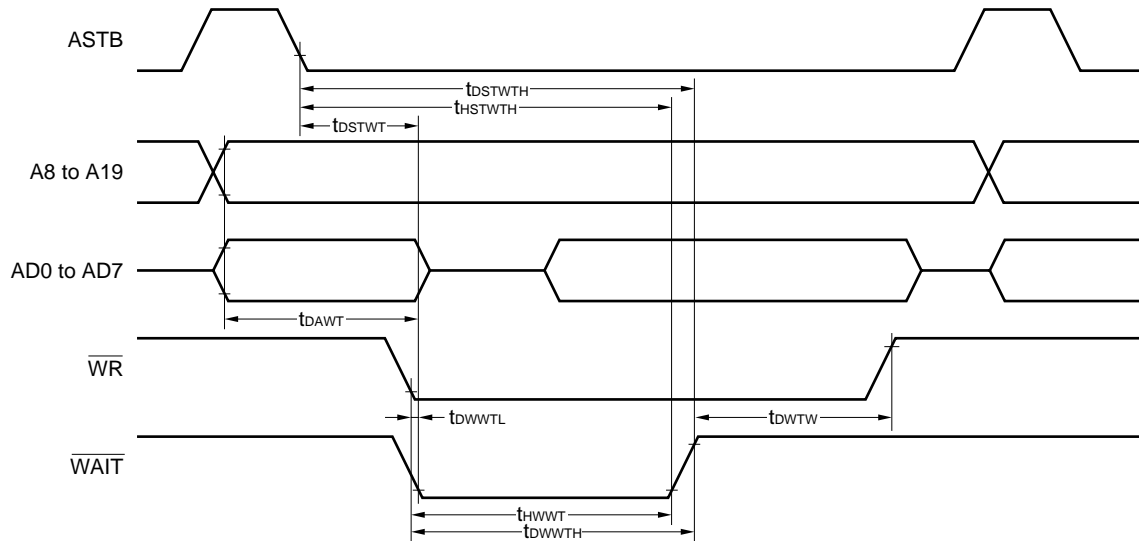 ASTB
tDSTWTH
tHSTWTH
tDSTWT
A8 to A19
AD0 to AD7
tDAWT
WR
tDWWTL
tDWTW
WAIT
tHWWT
tDWWTH